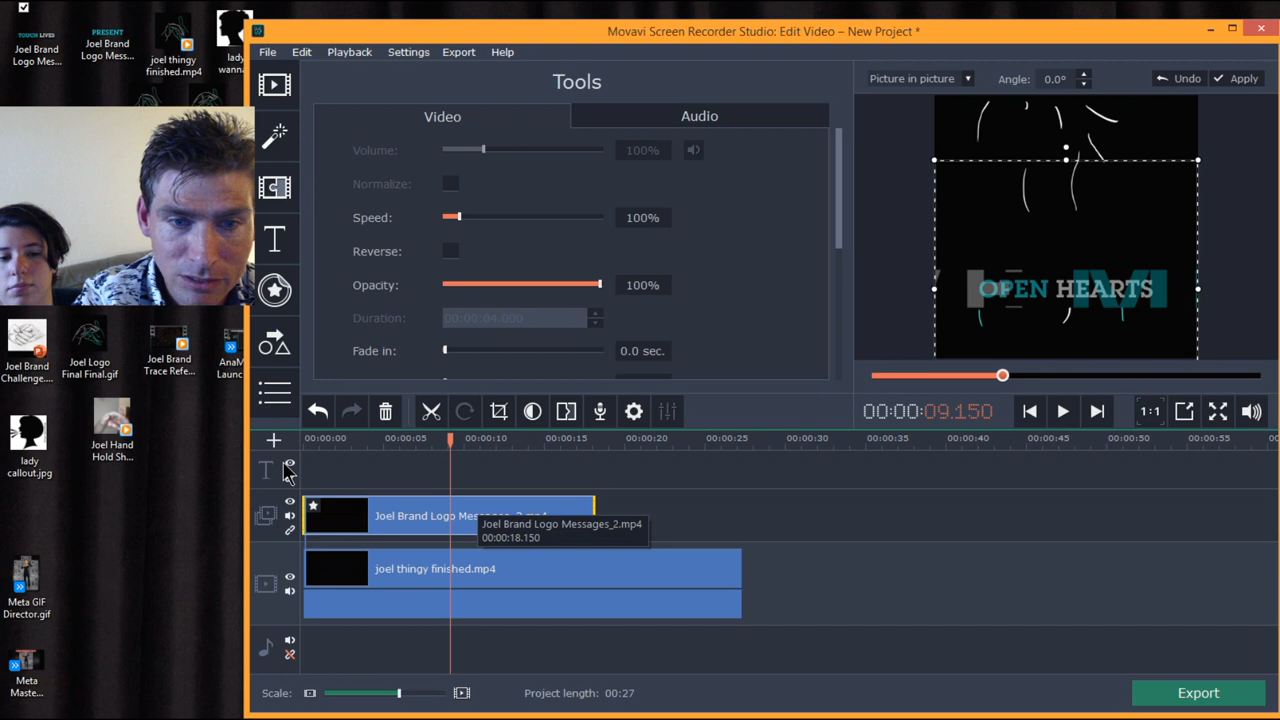 TOUCH LIVES
Joel Brand
Logo Mes...
PRESENT
Joel Brand
Logo Mess...
joel thingy
finished.mp4
lady
wanna
Movavi Screen Recorder Studio: Edit Video – New Project *
File Edit Playback Settings Export Help
Tools
Picture in picture Angle: 0.0° Undo Apply
Video Audio
Volume: 100%
Normalize:
Speed: 100%
Reverse:
Opacity: 100%
Duration: 00:00:04.000
Fade in: 0.0 sec.
OPEN HEARTS
00:00:09.150
1:1
Joel Brand
Challenge....
Joel Logo
Final Final.gif
Joel Brand
Trace Refe...
AnaM
Launc
lady
callout.jpg
Joel Hand
Hold Sh...
Meta GIF
Director.gif
Meta
Maste...
00:00:00 00:00:05 00:00:10 00:00:15 00:00:20 00:00:25 00:00:30 00:00:35 00:00:40 00:00:45 00:00:50 00:00:55 00:0
Joel Brand Logo Messages_2.mp4
Joel Brand Logo Messages_2.mp4
00:00:18.150
joel thingy finished.mp4
Scale: Project length: 00:27 Export